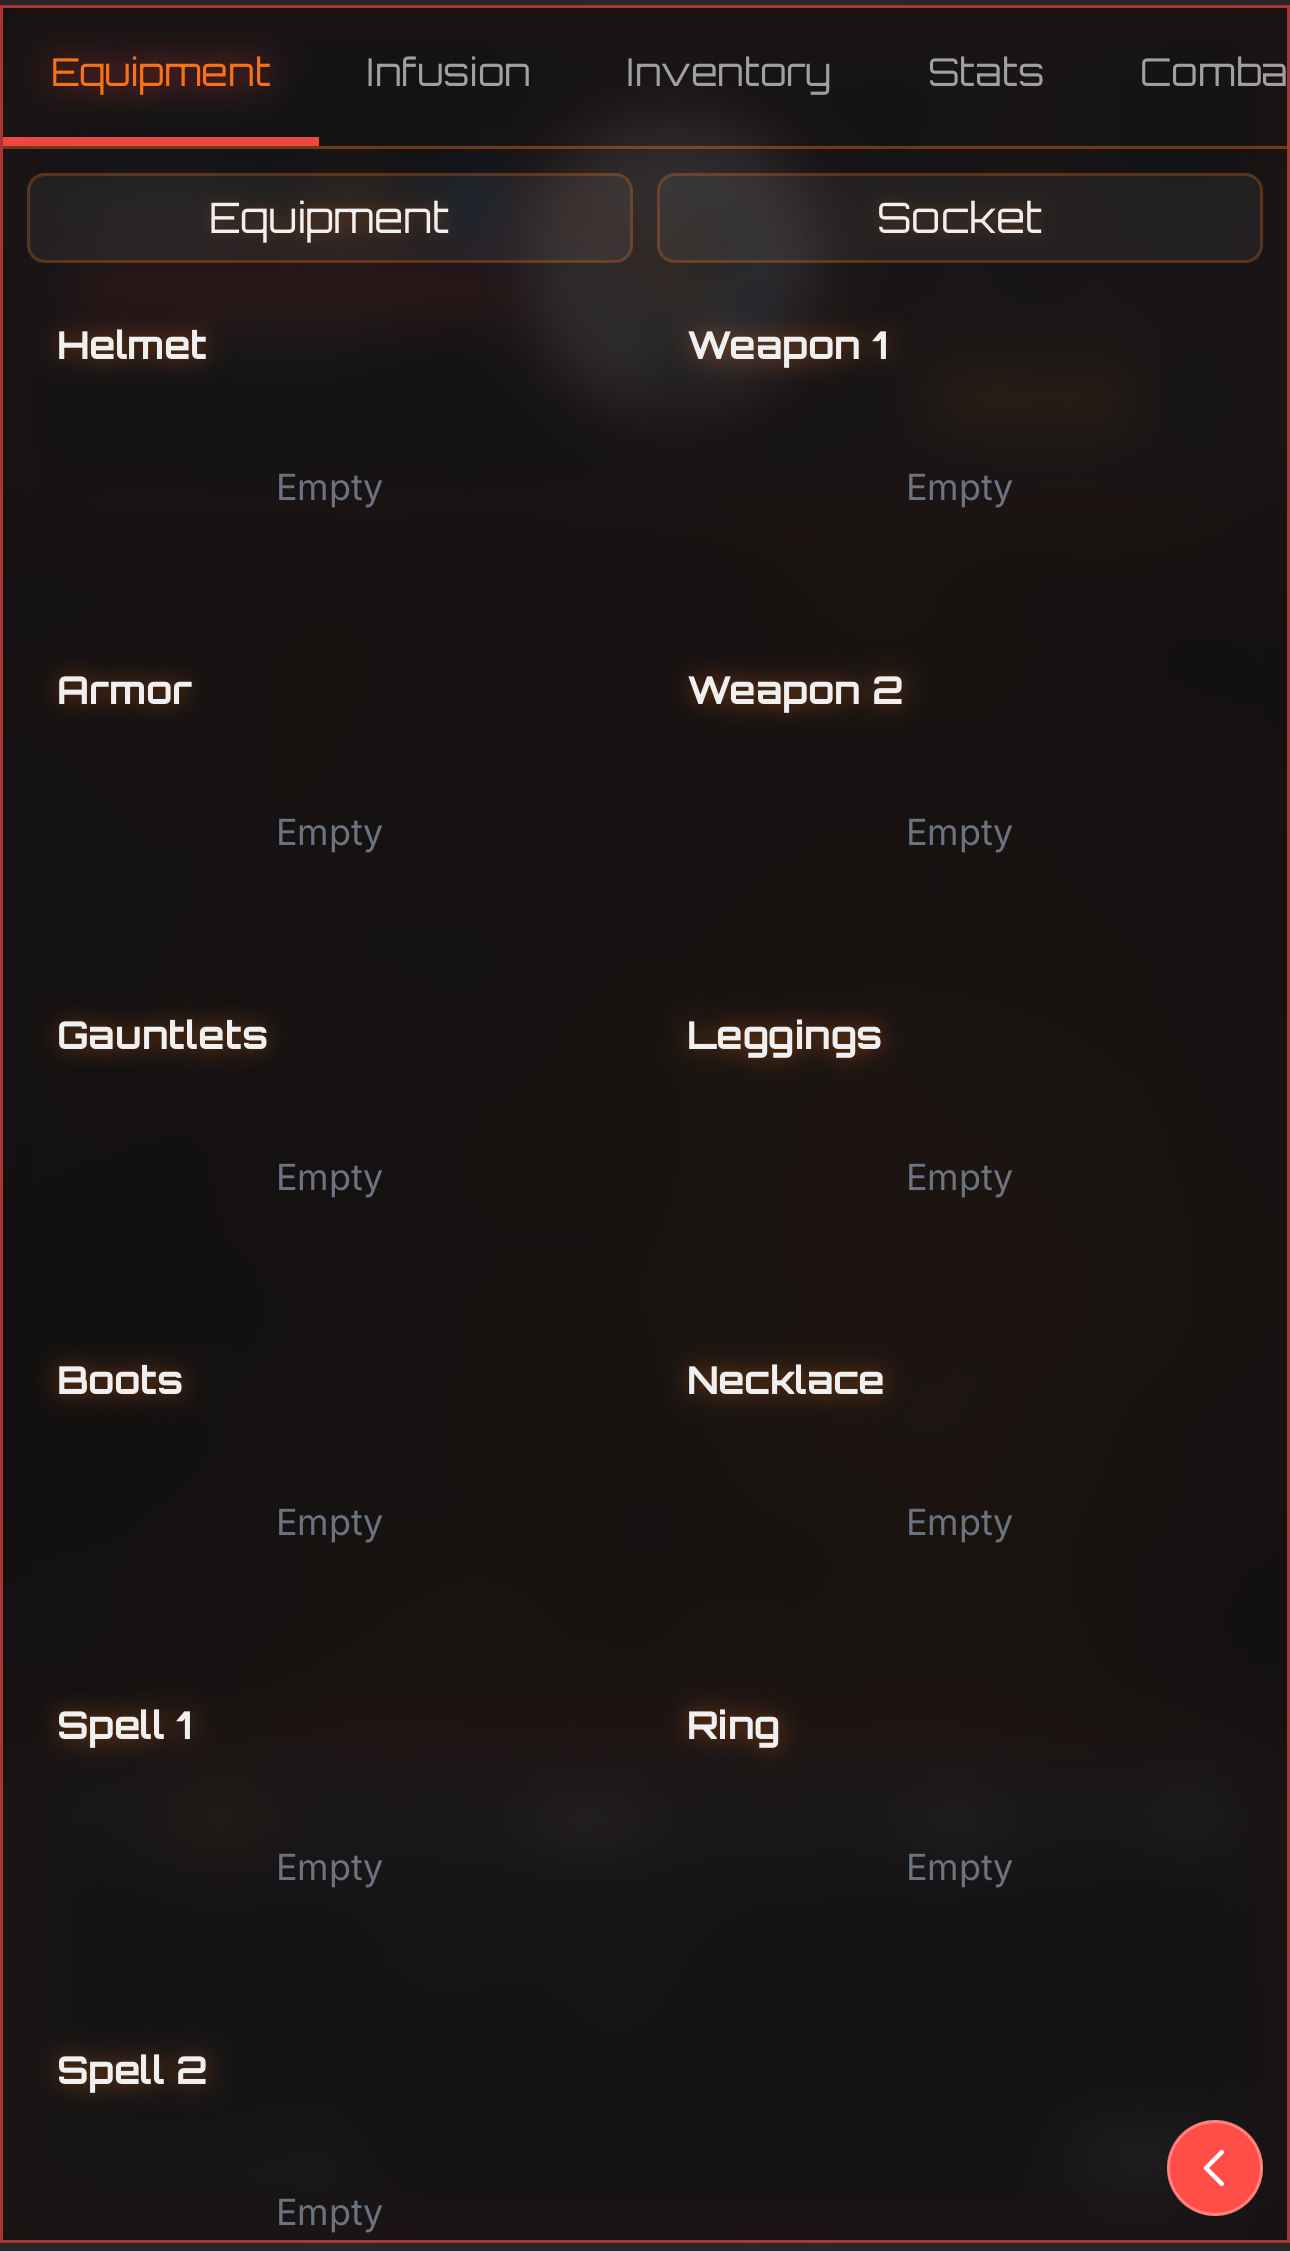 Equipment Infusion Inventory Stats Comba
Equipment Socket
Helmet Weapon 1
Empty Empty
Armor Weapon 2
Empty Empty
Gauntlets Leggings
Empty Empty
Boots Necklace
Empty Empty
Spell 1 Ring
Empty Empty
Spell 2
Empty